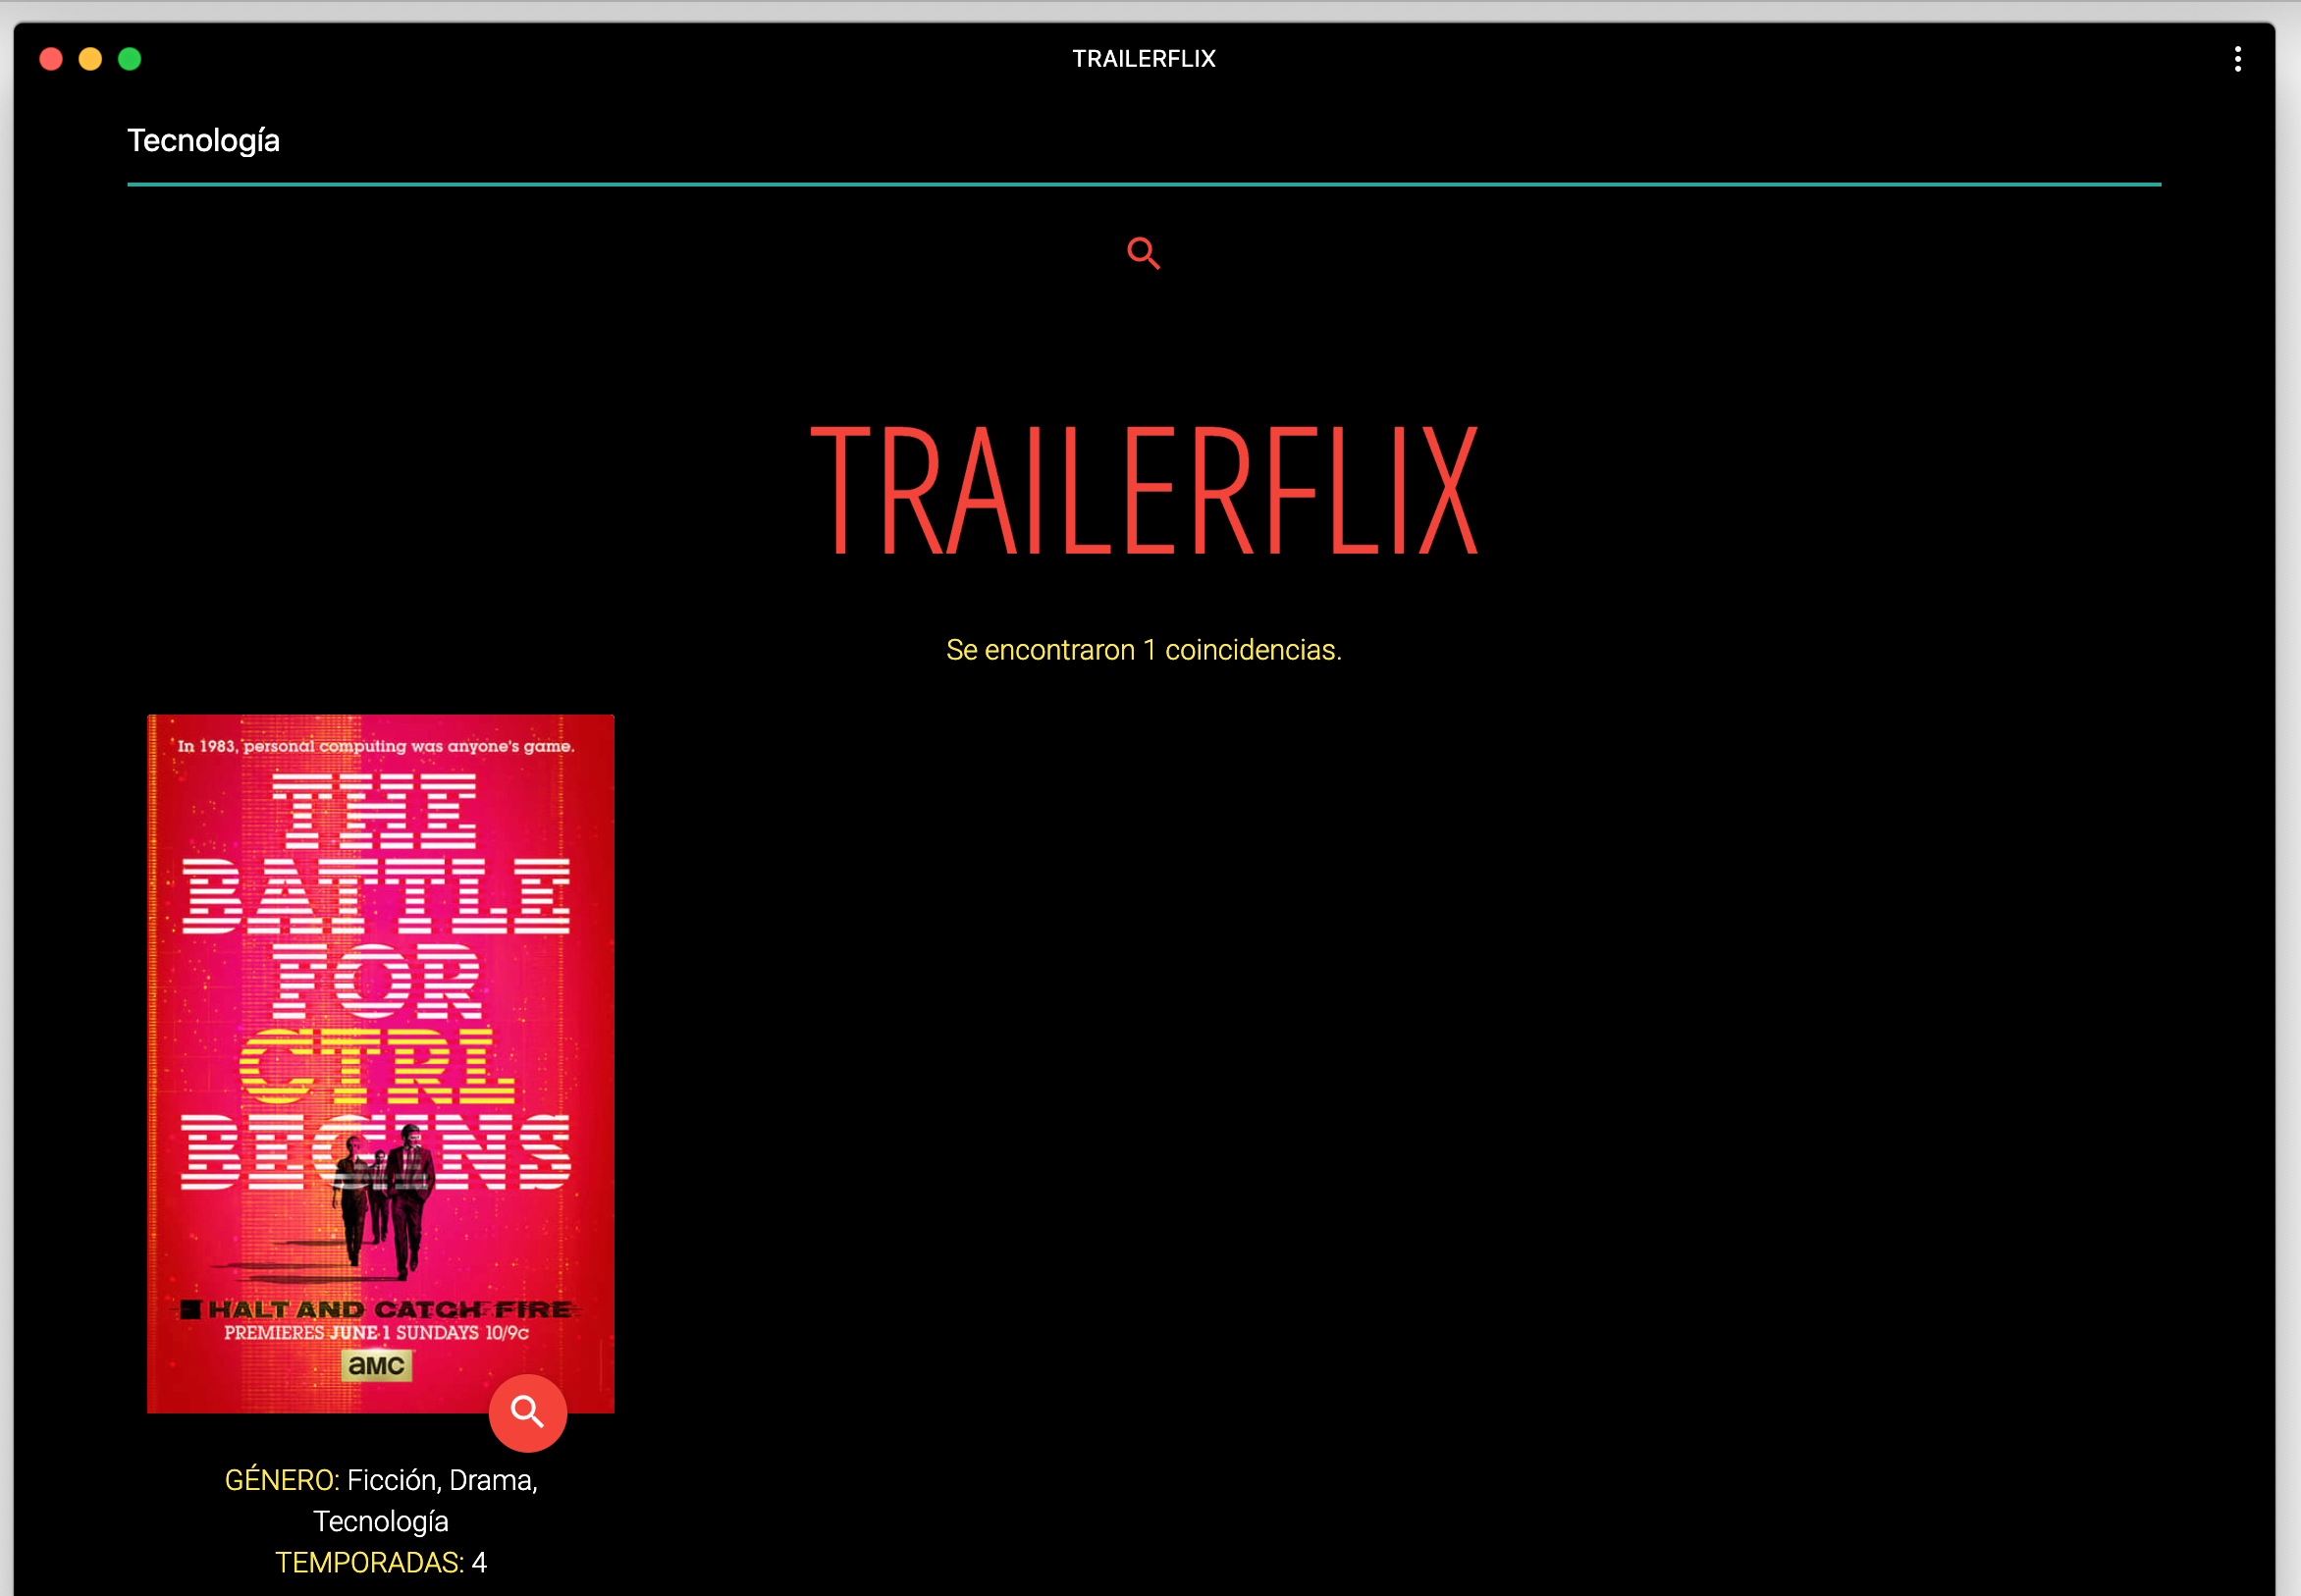 TRAILERFLIX
Tecnología
TRAILERFLIX
Se encontraron 1 coincidencias.
In 1983, personal computing was anyone's game.
THE
BATTLE
FOR
CTRL
BEGINS
HALT AND CATCH FIRE
PREMIERES JUNE 1 SUNDAYS 10/9c
aMC
GÉNERO: Ficción, Drama,
Tecnología
TEMPORADAS: 4